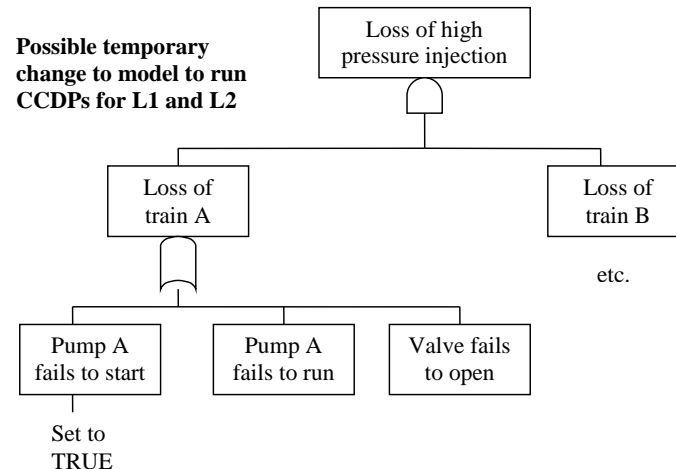 Possible temporary
change to model to run
CCDPs for L1 and L2
Loss of high
pressure injection
Loss of
train A
Loss of
train B
etc.
Pump A
fails to start
Pump A
fails to run
Valve fails
to open
Set to
TRUE